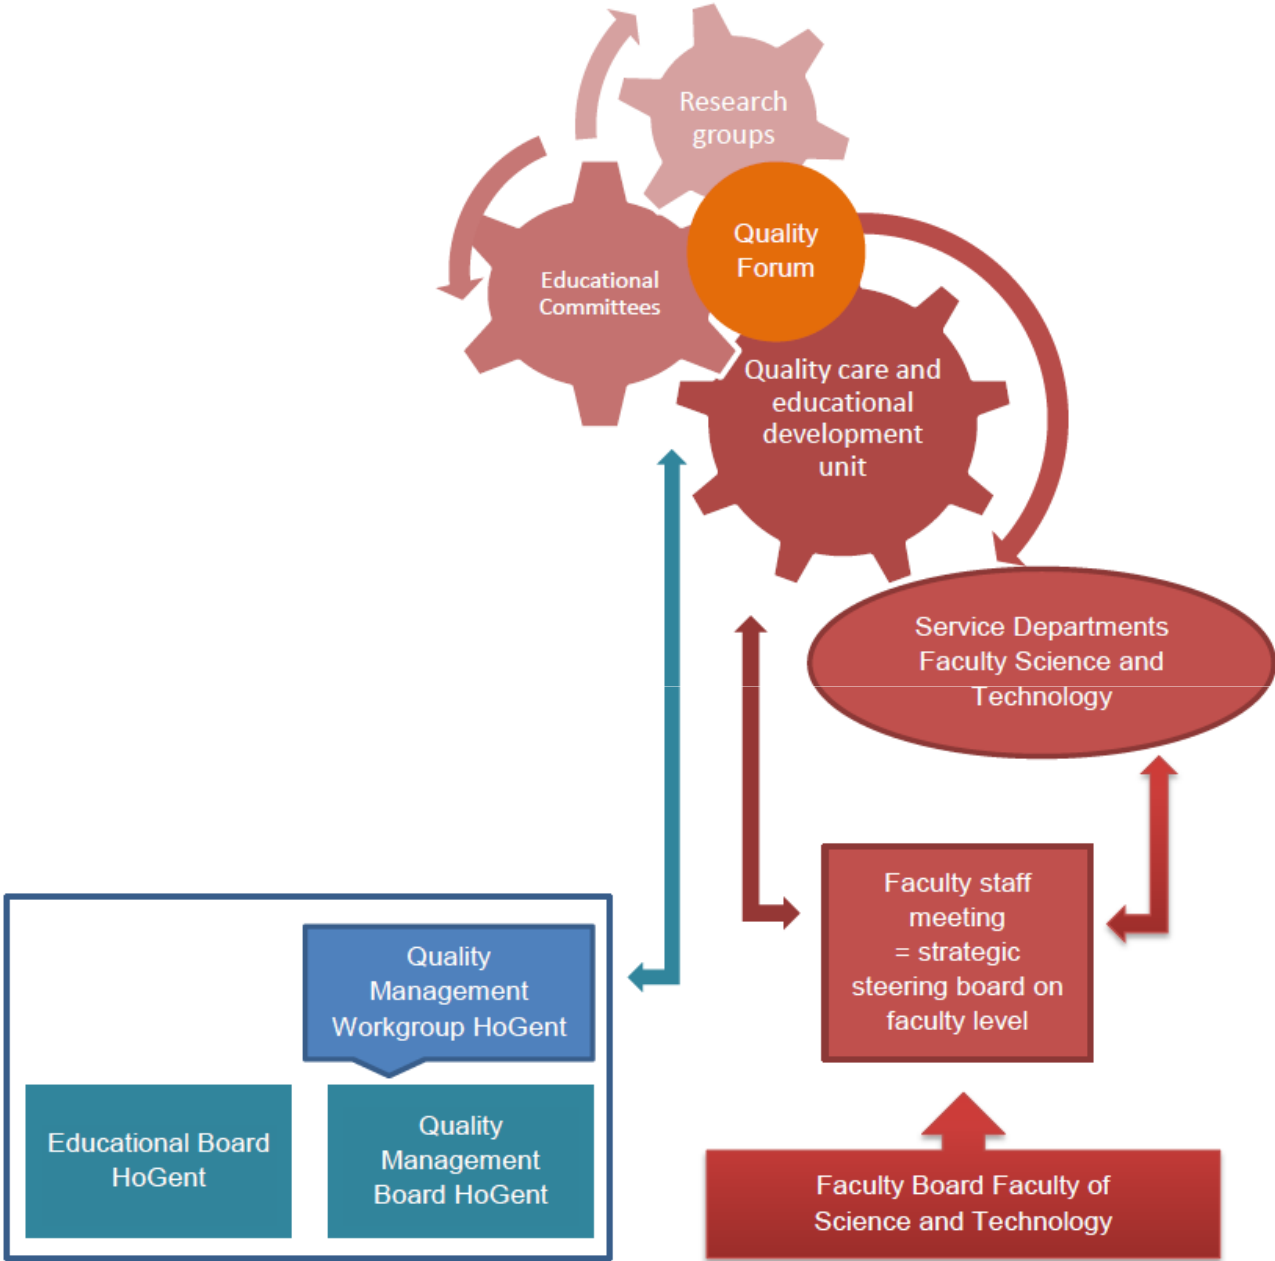 Research
groups
Quality
Forum
Educational
Committees
Quality care and
educational
development
unit
Service Departments
Faculty Science and
Technology
Faculty staff
meeting
= strategic
steering board on
faculty level
Quality
Management
Workgroup HoGent
Educational Board
HoGent
Quality
Management
Board HoGent
Faculty Board Faculty of
Science and Technology